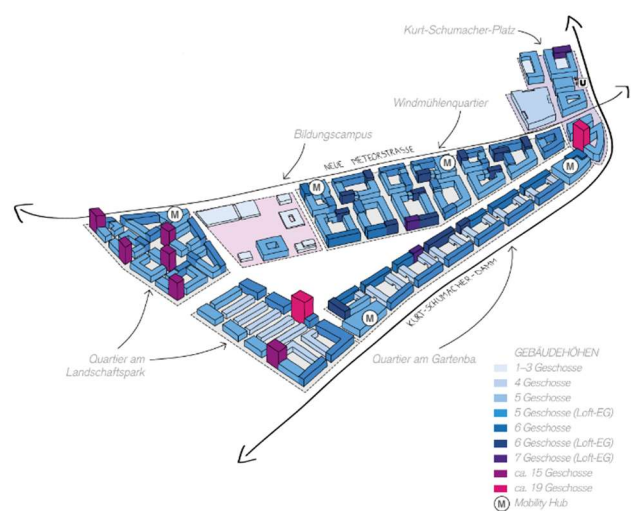 Kurt-Schumacher-Platz
U
Windmühlenquartier
Bildungscampus
NEUE METEORSTRASSE
M
M
M
M
M
KURT-SCHUMACHER-DAMM
Quartier am
Landschaftspark
Quartier am Gartenba.
GEBÄUDEHÖHEN
1–3 Geschosse
4 Geschosse
5 Geschosse
5 Geschosse (Loft-EG)
6 Geschosse
6 Geschosse (Loft-EG)
7 Geschosse (Loft-EG)
ca. 15 Geschosse
ca. 19 Geschosse
M Mobility Hub